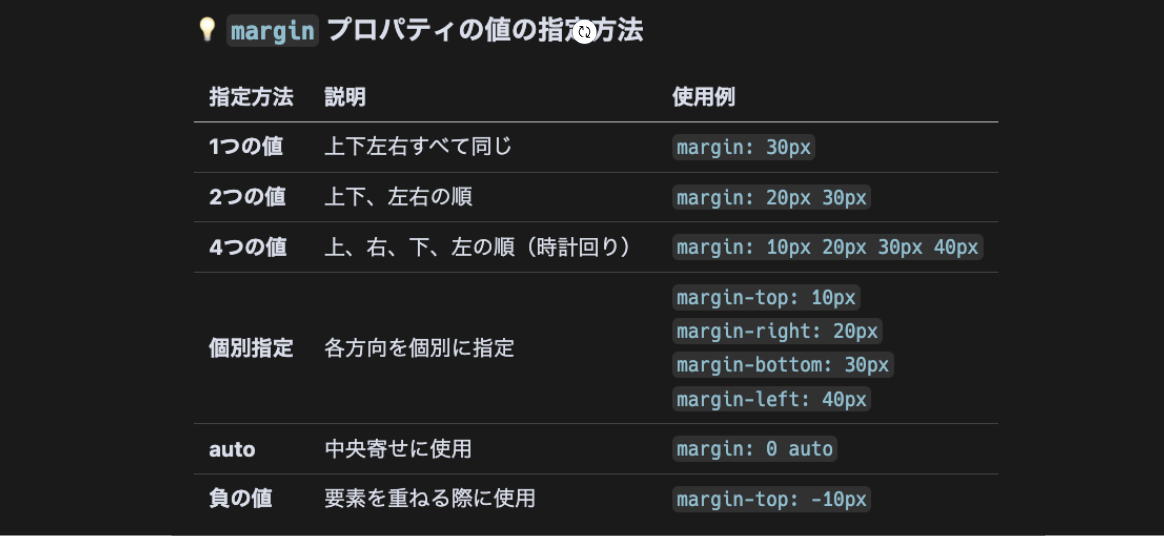 💡 margin プロパティの値の指定方法
指定方法 説明 使用例
1つの値 上下左右すべて同じ margin: 30px
2つの値 上下、左右の順 margin: 20px 30px
4つの値 上、右、下、左の順（時計回り） margin: 10px 20px 30px 40px
個別指定 各方向を個別に指定 margin-top: 10px
margin-right: 20px
margin-bottom: 30px
margin-left: 40px
auto 中央寄せに使用 margin: 0 auto
負の値 要素を重ねる際に使用 margin-top: -10px